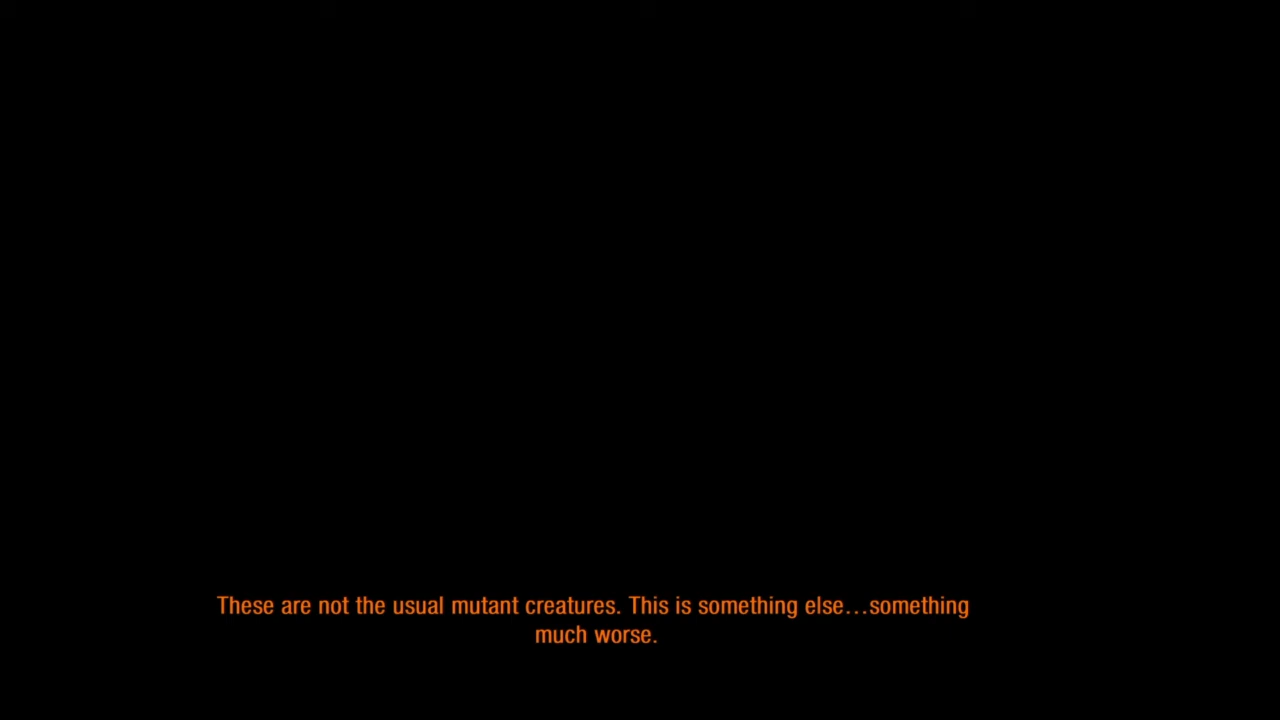 These are not the usual mutant creatures. This is something else…something
much worse.